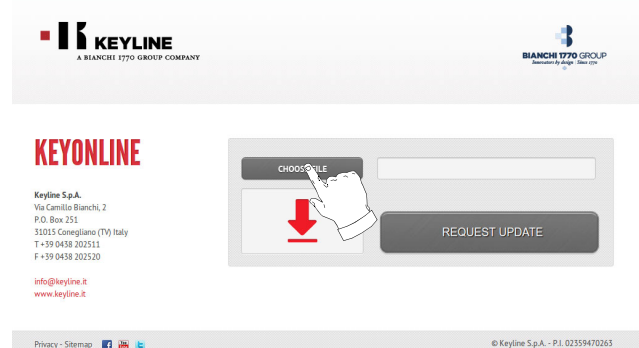 KEYLINE
A BIANCHI 1770 GROUP COMPANY
BIANCHI 1770 GROUP
Innovators by design | Since 1770
KEYONLINE
CHOOSE FILE
Keyline S.p.A.
Via Camillo Bianchi, 2
P.O. Box 251
31015 Conegliano (TV) Italy
T +39 0438 202511
F +39 0438 202520
REQUEST UPDATE
info@keyline.it
www.keyline.it
Privacy - Sitemap
© Keyline S.p.A. - P.I. 02359470263